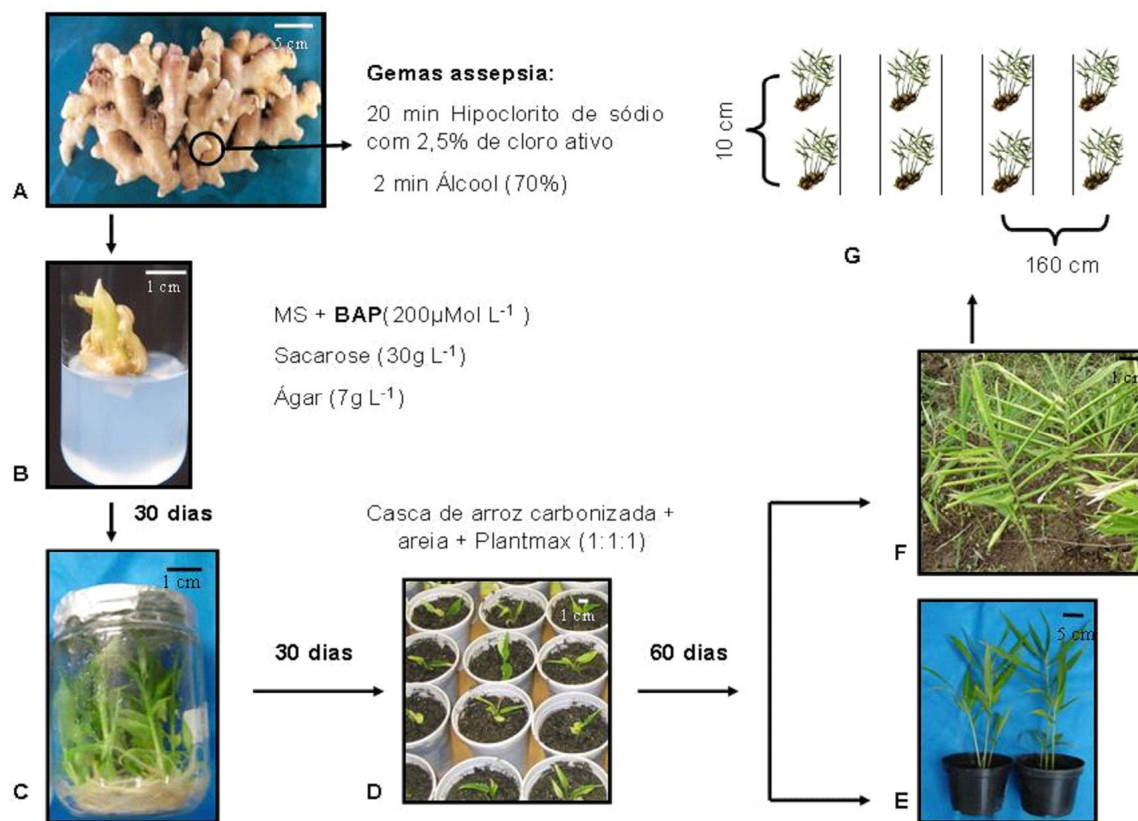 5 cm
A
Gemas assepsia:
20 min Hipoclorito de sódio
com 2,5% de cloro ativo
2 min Álcool (70%)
10 cm
G
160 cm
1 cm
B
MS + BAP(200µMol L⁻¹ )
Sacarose (30g L⁻¹)
Ágar (7g L⁻¹)
30 dias
1 cm
C
30 dias
Casca de arroz carbonizada +
areia + Plantmax (1:1:1)
1 cm
D
60 dias
1 cm
F
5 cm
E